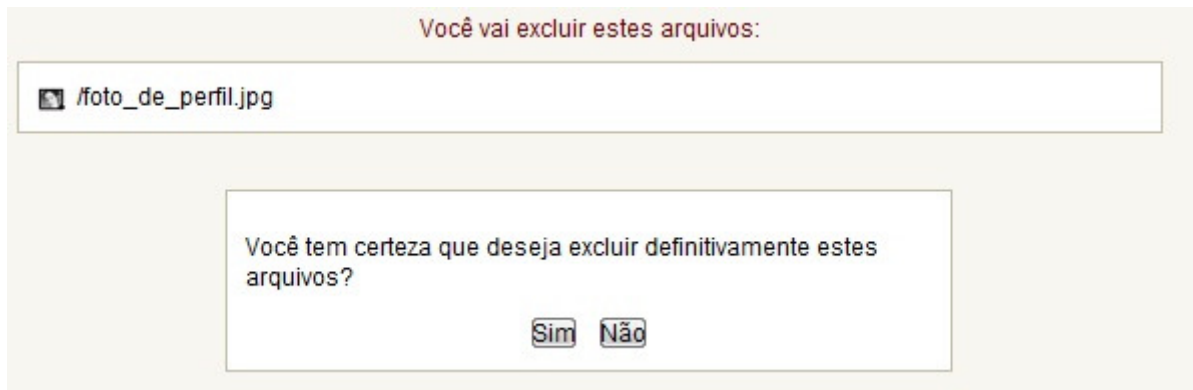 Você vai excluir estes arquivos:
/foto_de_perfil.jpg
Você tem certeza que deseja excluir definitivamente estes
arquivos?
Sim Não